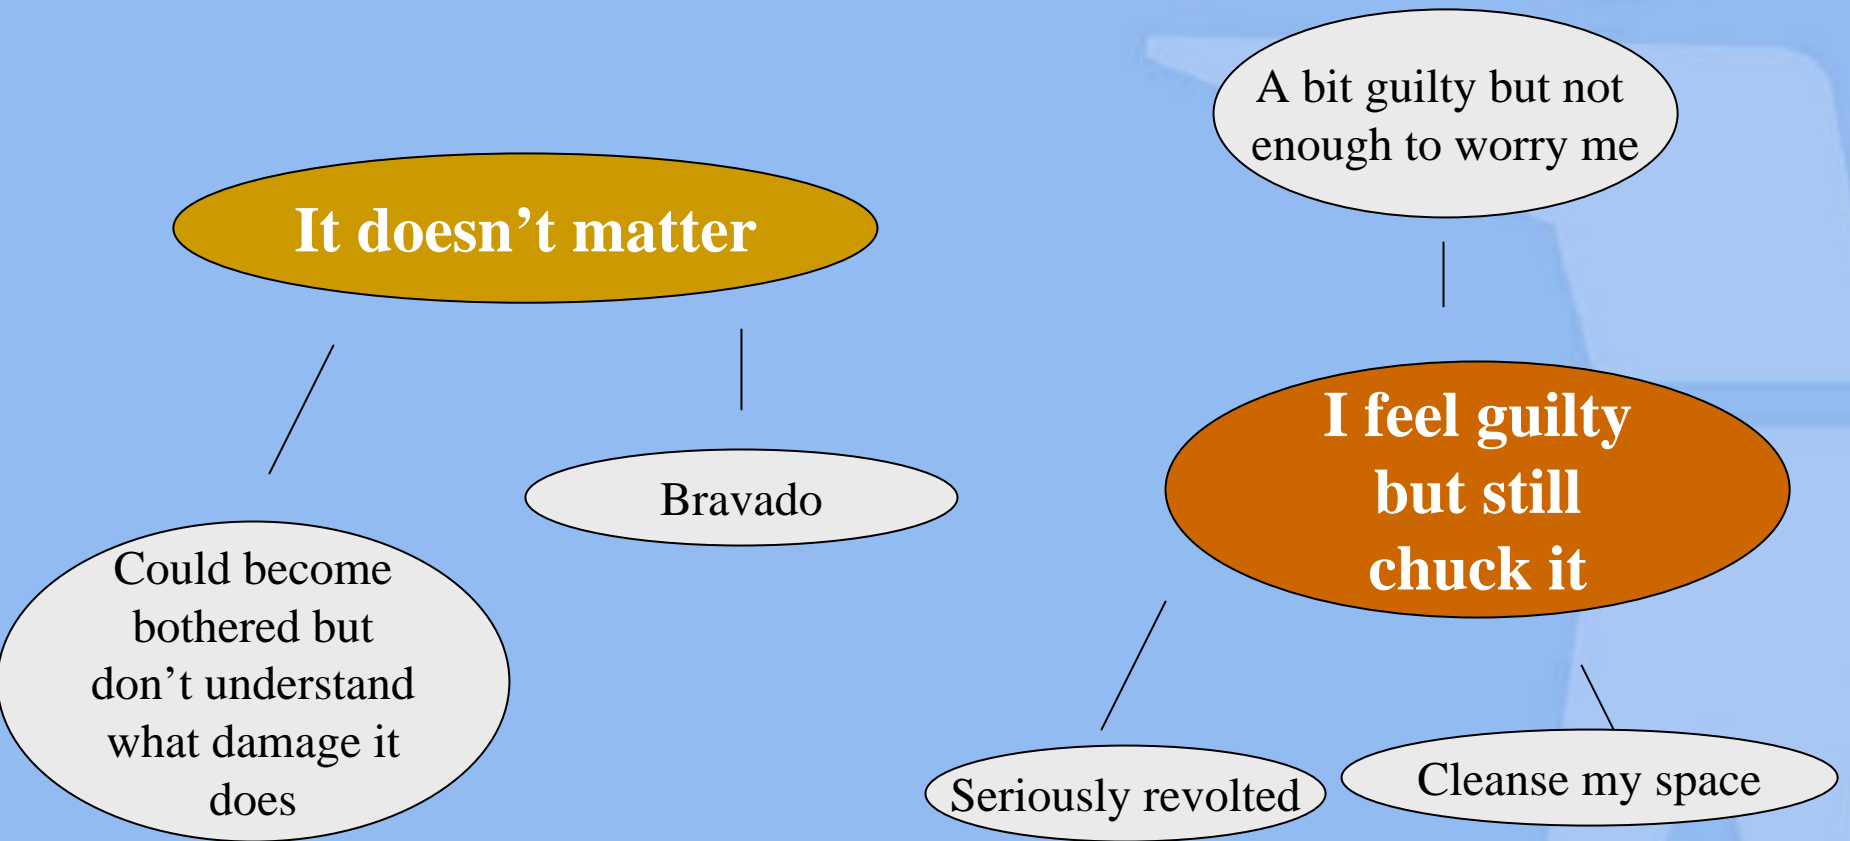 It doesn’t matter
Could become
bothered but
don’t understand
what damage it
does
Bravado
A bit guilty but not
enough to worry me
I feel guilty
but still
chuck it
Seriously revolted
Cleanse my space